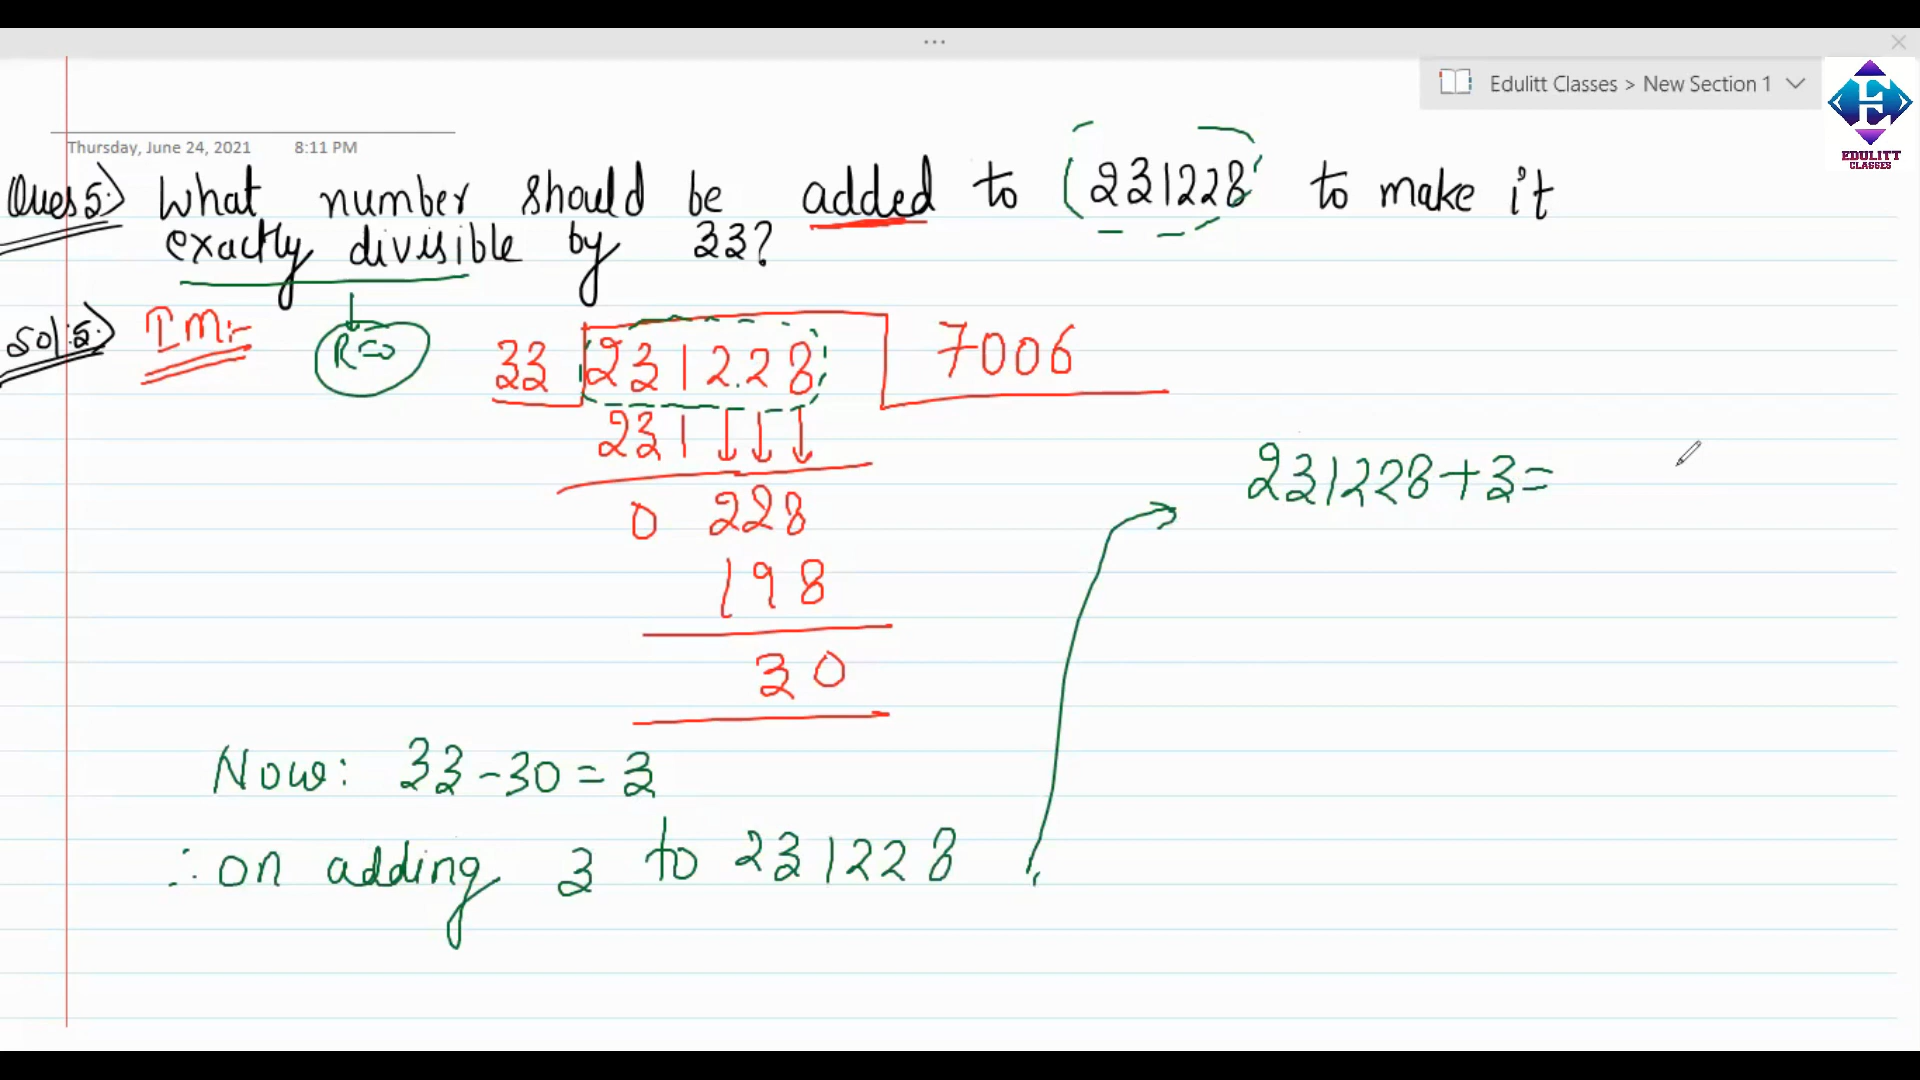 Edulitt Classes > New Section 1
EDULITT
CLASSES
Thursday, June 24, 2021 8:11 PM
Ques 5:) What number should be added to (231228) to make it
exactly divisible by 33?
Sol:5:) IM:-
R=0
33 231228 7006
231
0 228
198
30
231228+3=
Now: 33-30=3
∴ on adding 3 to 231228,